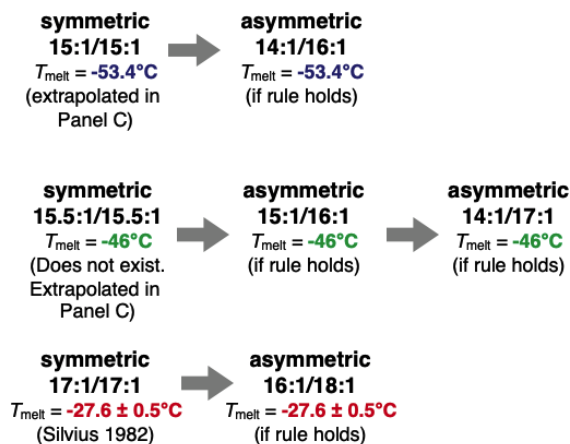 symmetric
15:1/15:1
Tmelt = -53.4°C
(extrapolated in
Panel C)
asymmetric
14:1/16:1
Tmelt = -53.4°C
(if rule holds)
symmetric
15.5:1/15.5:1
Tmelt = -46°C
(Does not exist.
Extrapolated in
Panel C)
asymmetric
15:1/16:1
Tmelt = -46°C
(if rule holds)
asymmetric
14:1/17:1
Tmelt = -46°C
(if rule holds)
symmetric
17:1/17:1
Tmelt = -27.6 ± 0.5°C
(Silvius 1982)
asymmetric
16:1/18:1
Tmelt = -27.6 ± 0.5°C
(if rule holds)